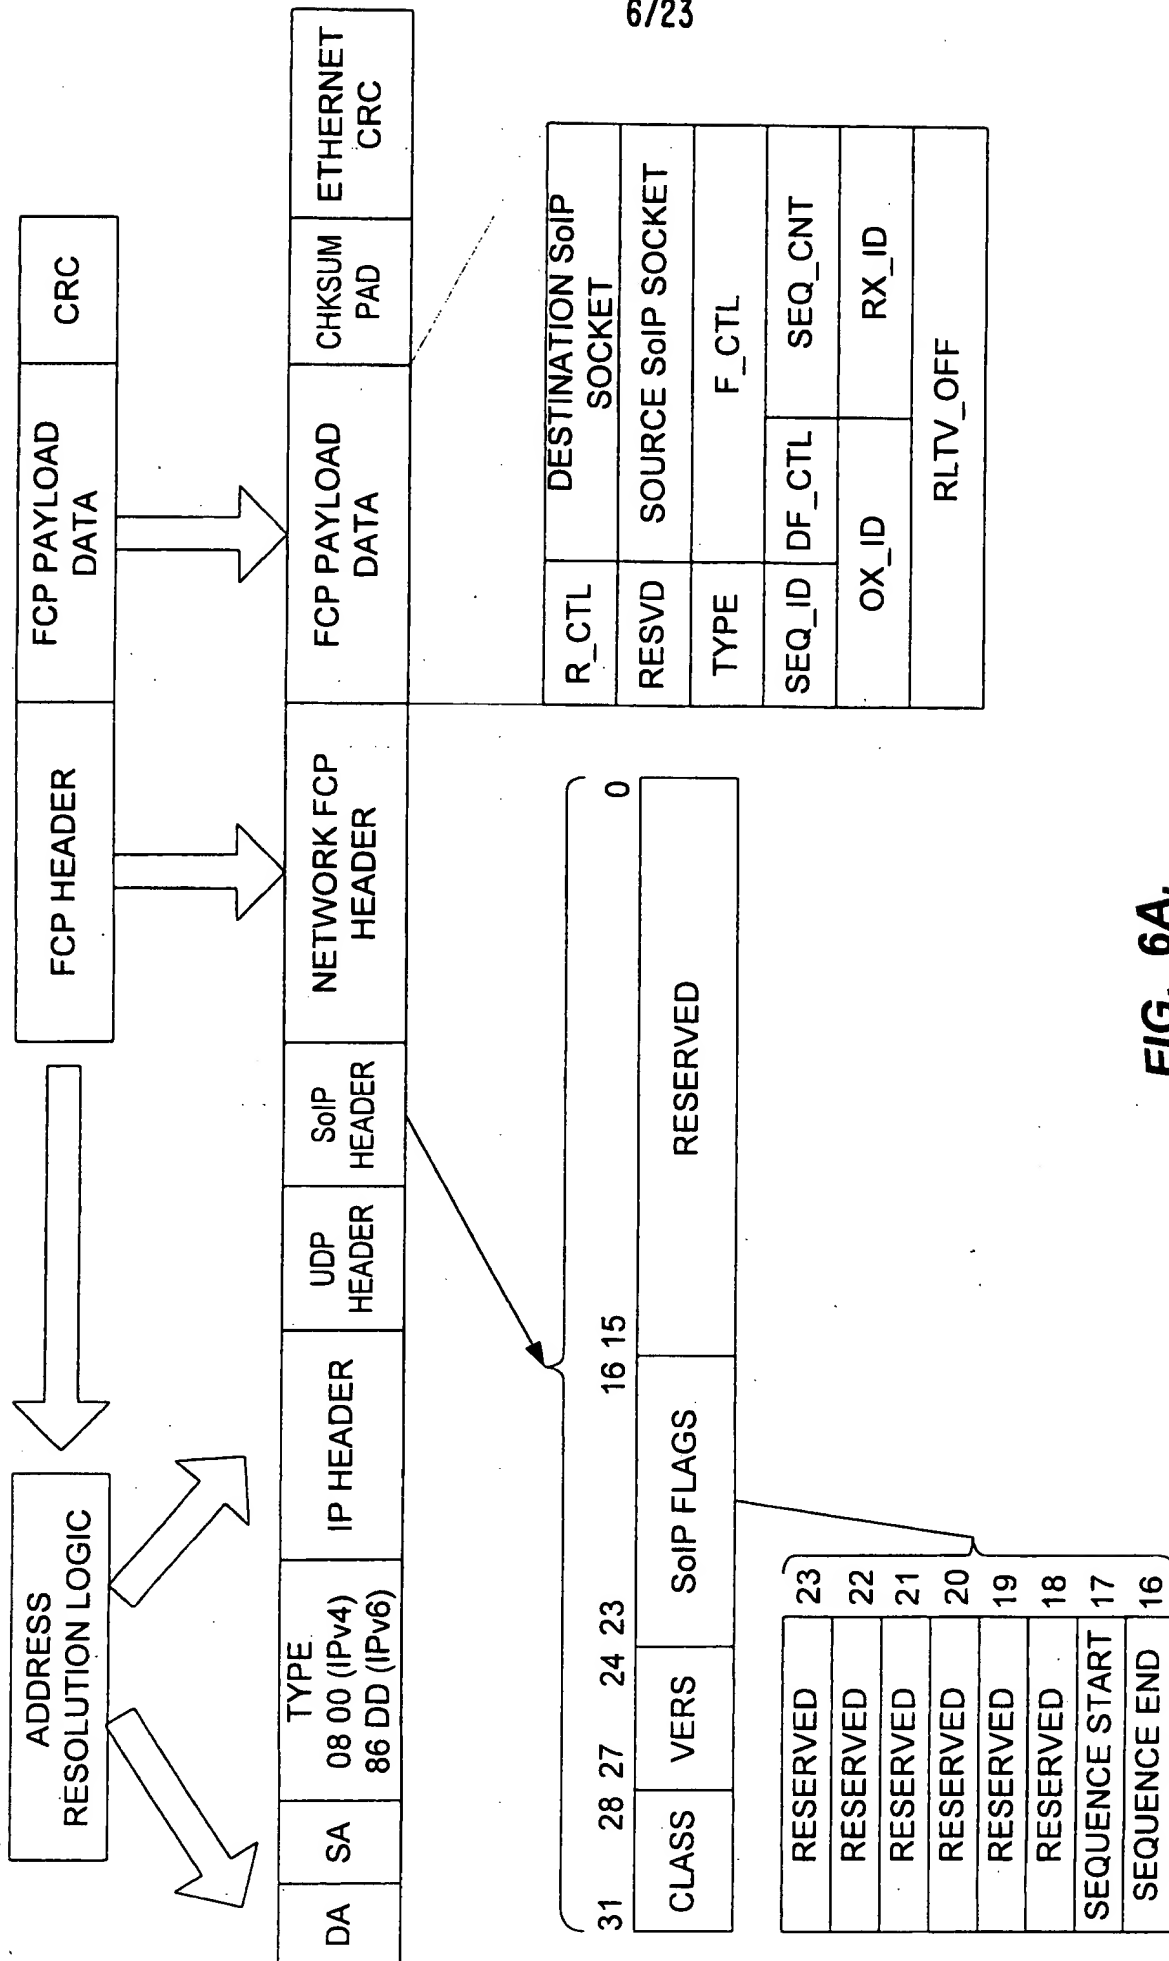 6/23
FCP HEADER
FCP PAYLOAD
DATA
CRC
ADDRESS
RESOLUTION LOGIC
DA
SA
TYPE
08 00 (IPv4)
86 DD (IPv6)
IP HEADER
UDP
HEADER
SoIP
HEADER
NETWORK FCP
HEADER
FCP PAYLOAD
DATA
CHKSUM
PAD
ETHERNET
CRC
31 28 27 24 23 16 15 0
CLASS VERS SoIP FLAGS RESERVED
RESERVED 23
RESERVED 22
RESERVED 21
RESERVED 20
RESERVED 19
RESERVED 18
SEQUENCE START 17
SEQUENCE END 16
R_CTL DESTINATION SoIP
SOCKET
RESVD SOURCE SoIP SOCKET
TYPE F_CTL
SEQ_ID DF_CTL SEQ_CNT
OX_ID RX_ID
RLTV_OFF
FIG. 6A.